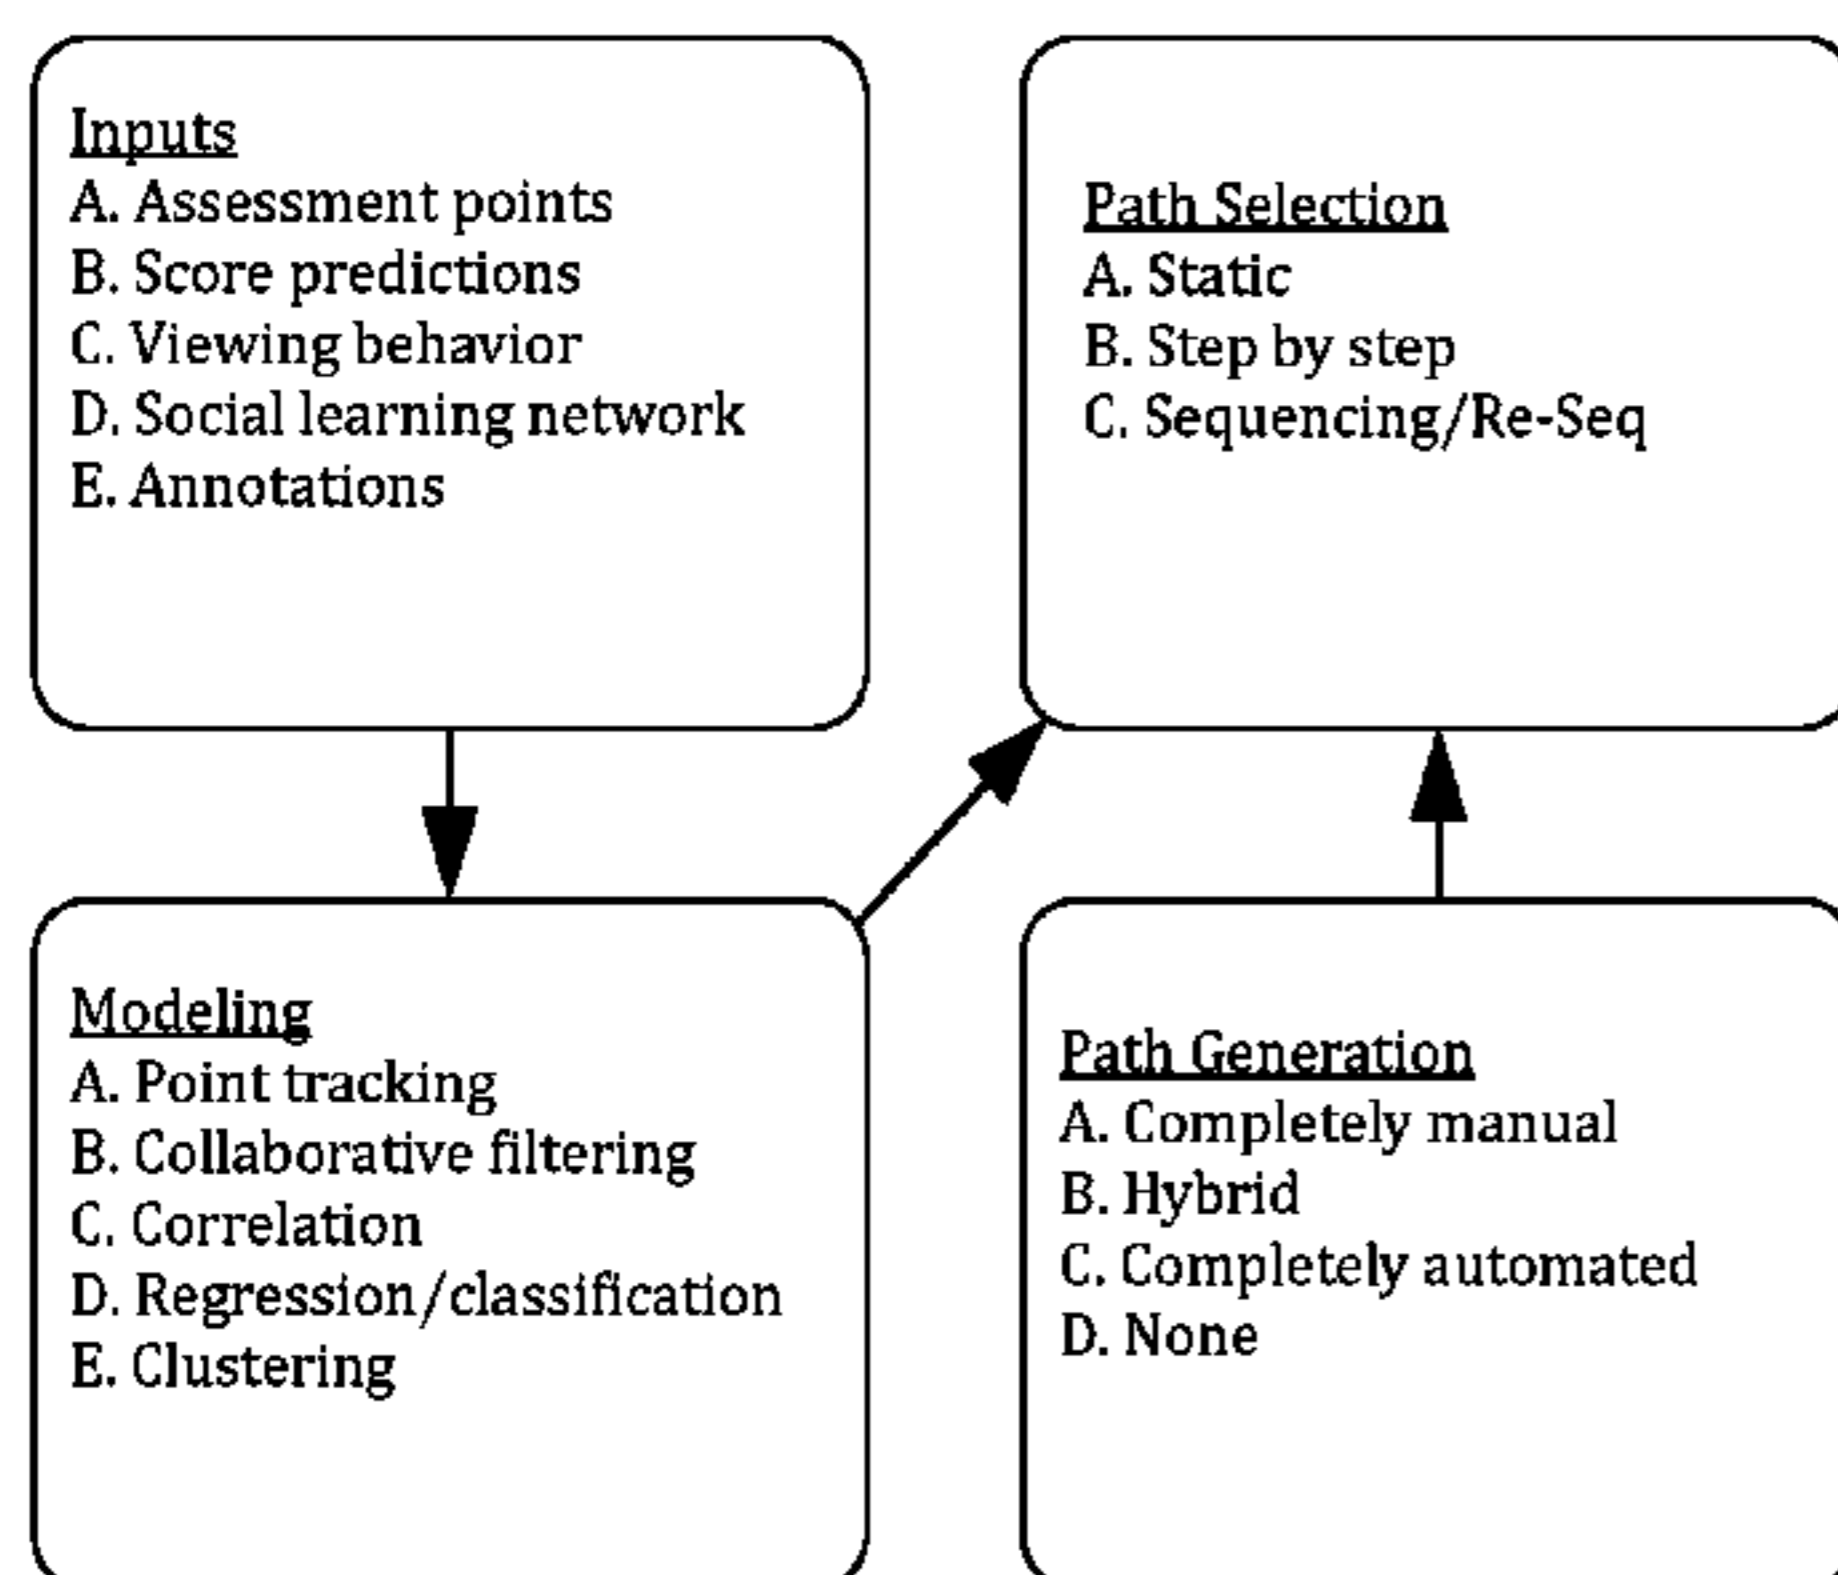 Inputs
A. Assessment points
B. Score predictions
C. Viewing behavior
D. Social learning network
E. Annotations
Path Selection
A. Static
B. Step by step
C. Sequencing/Re-Seq
Modeling
A. Point tracking
B. Collaborative filtering
C. Correlation
D. Regression/classification
E. Clustering
Path Generation
A. Completely manual
B. Hybrid
C. Completely automated
D. None